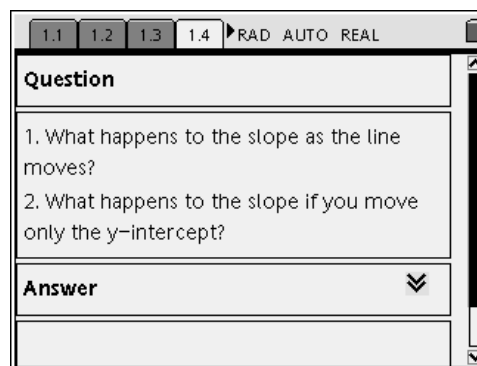 1.1 1.2 1.3 1.4 RAD AUTO REAL
Question
1. What happens to the slope as the line
moves?
2. What happens to the slope if you move
only the y-intercept?
Answer